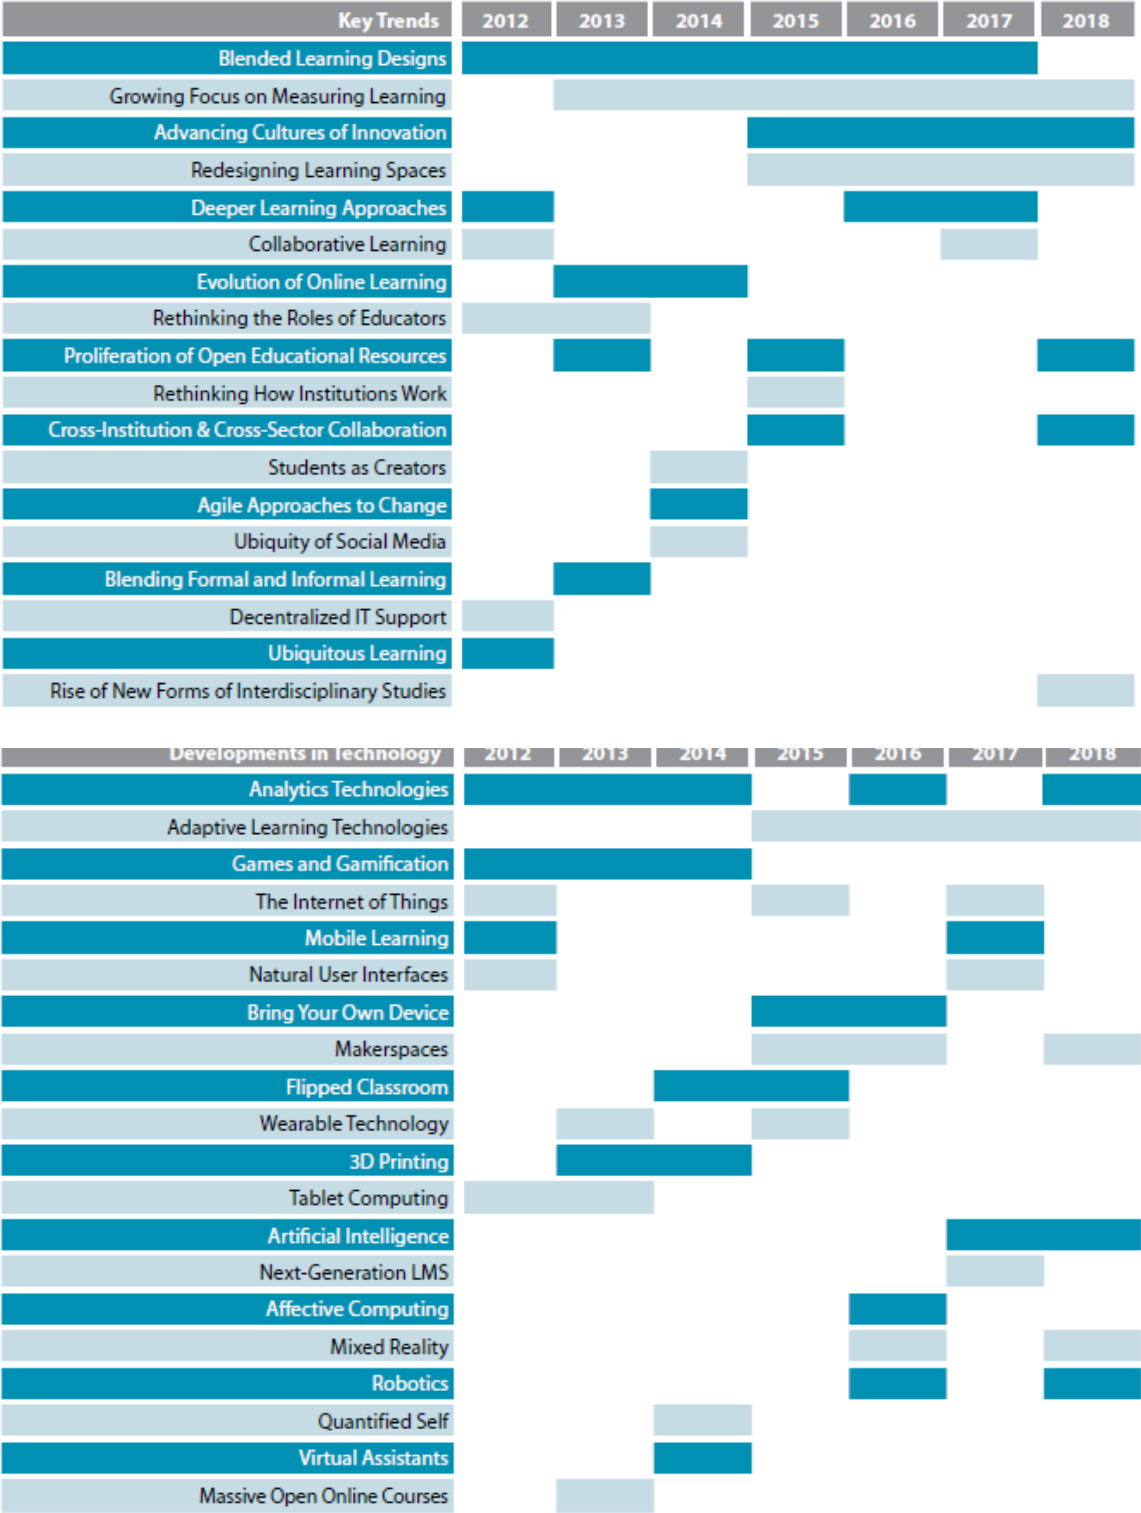 Key Trends 2012 2013 2014 2015 2016 2017 2018
Blended Learning Designs
Growing Focus on Measuring Learning
Advancing Cultures of Innovation
Redesigning Learning Spaces
Deeper Learning Approaches
Collaborative Learning
Evolution of Online Learning
Rethinking the Roles of Educators
Proliferation of Open Educational Resources
Rethinking How Institutions Work
Cross-Institution & Cross-Sector Collaboration
Students as Creators
Agile Approaches to Change
Ubiquity of Social Media
Blending Formal and Informal Learning
Decentralized IT Support
Ubiquitous Learning
Rise of New Forms of Interdisciplinary Studies
Developments in Technology 2012 2013 2014 2015 2016 2017 2018
Analytics Technologies
Adaptive Learning Technologies
Games and Gamification
The Internet of Things
Mobile Learning
Natural User Interfaces
Bring Your Own Device
Makerspaces
Flipped Classroom
Wearable Technology
3D Printing
Tablet Computing
Artificial Intelligence
Next-Generation LMS
Affective Computing
Mixed Reality
Robotics
Quantified Self
Virtual Assistants
Massive Open Online Courses